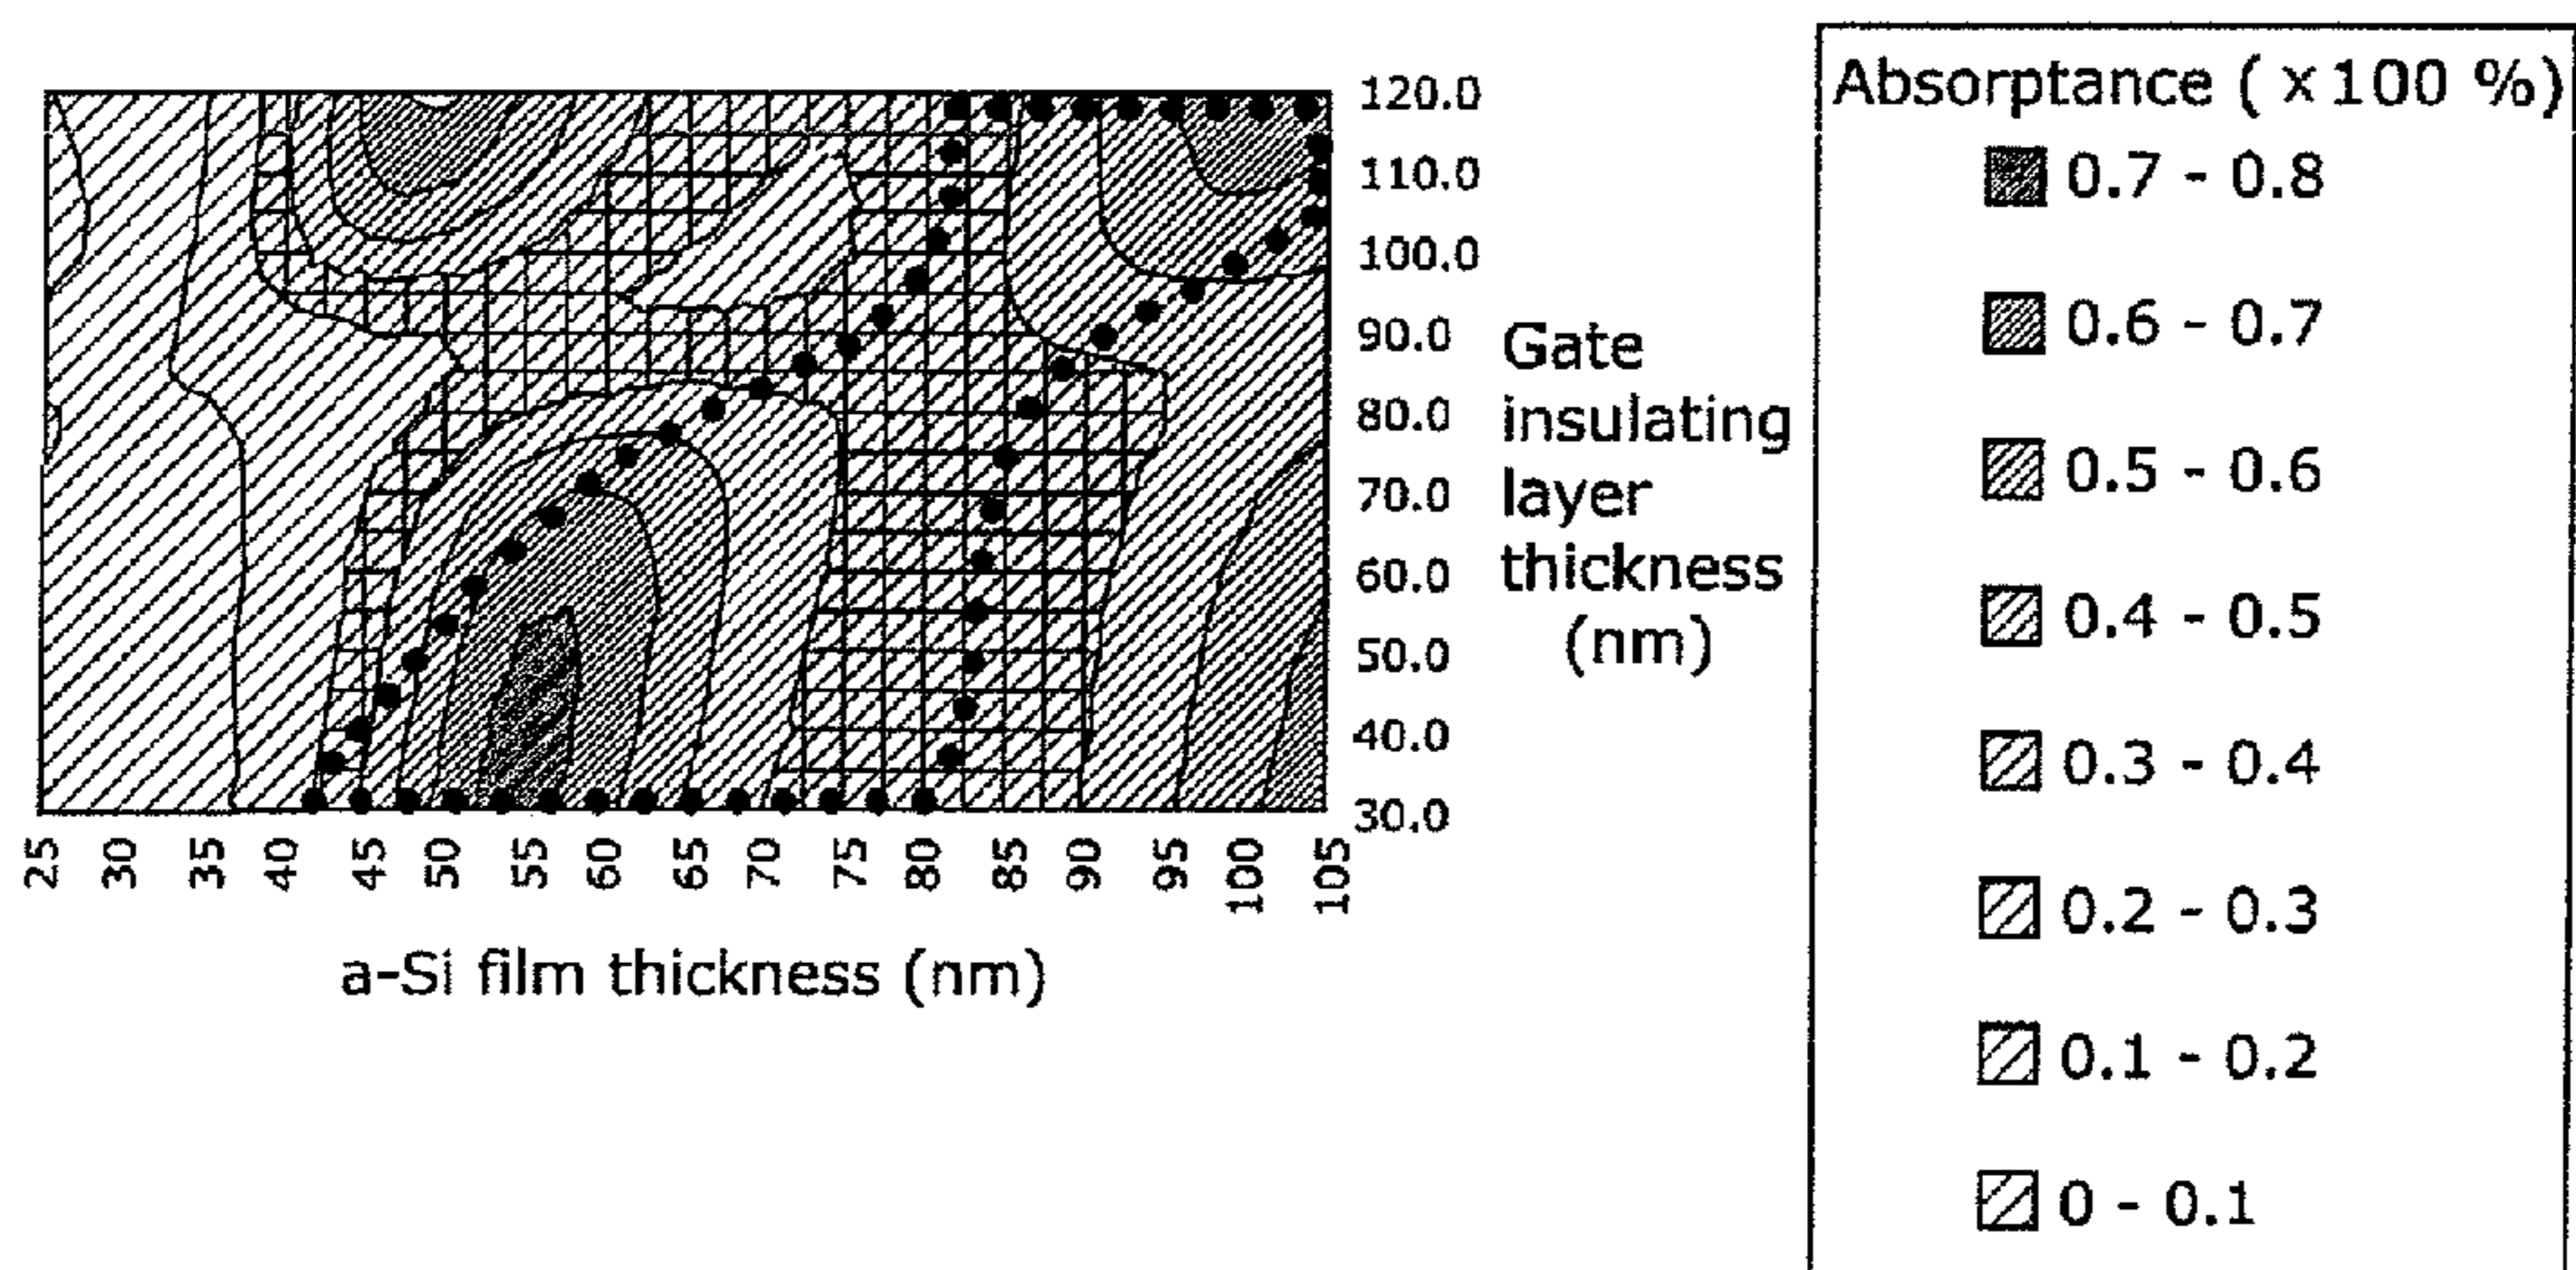 120.0
110.0
100.0
90.0
80.0
70.0
60.0
50.0
40.0
30.0
Gate
insulating
layer
thickness
(nm)
25 30 35 40 45 50 55 60 65 70 75 80 85 90 95 100 105
a-Si film thickness (nm)
Absorptance ( ×100 %)
0.7 - 0.8
0.6 - 0.7
0.5 - 0.6
0.4 - 0.5
0.3 - 0.4
0.2 - 0.3
0.1 - 0.2
0 - 0.1